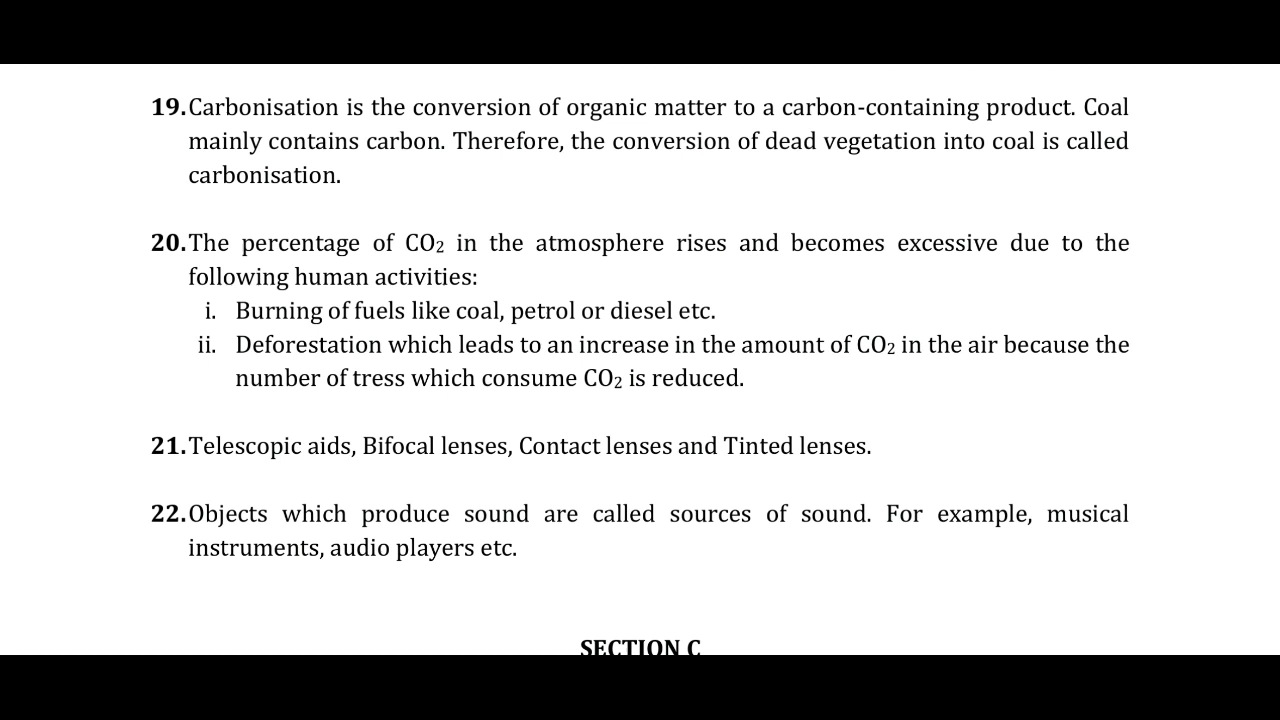 19. Carbonisation is the conversion of organic matter to a carbon-containing product. Coal
mainly contains carbon. Therefore, the conversion of dead vegetation into coal is called
carbonisation.
20. The percentage of CO₂ in the atmosphere rises and becomes excessive due to the
following human activities:
i. Burning of fuels like coal, petrol or diesel etc.
ii. Deforestation which leads to an increase in the amount of CO₂ in the air because the
number of tress which consume CO₂ is reduced.
21. Telescopic aids, Bifocal lenses, Contact lenses and Tinted lenses.
22. Objects which produce sound are called sources of sound. For example, musical
instruments, audio players etc.
SECTION C